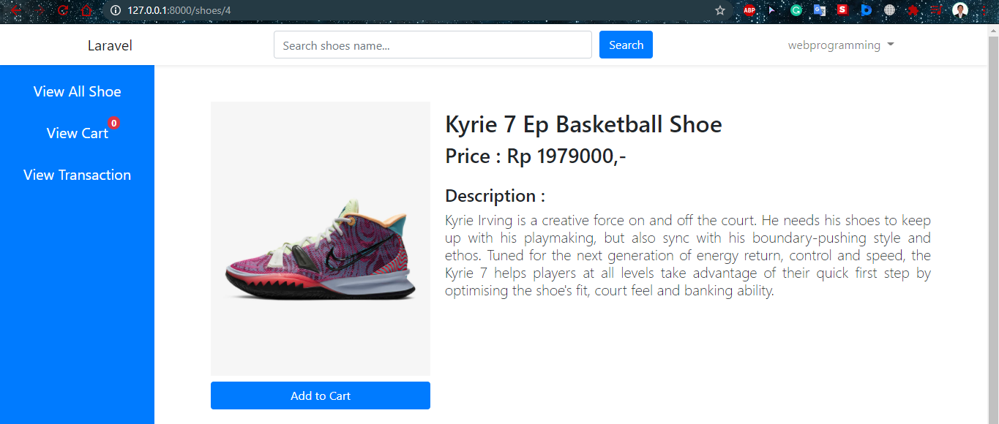 127.0.0.1:8000/shoes/4
ABP
G
S
Laravel
Search shoes name...
Search
webprogramming
View All Shoe
View Cart 0
View Transaction
Kyrie 7 Ep Basketball Shoe
Price : Rp 1979000,-
Description :
Kyrie Irving is a creative force on and off the court. He needs his shoes to keep
up with his playmaking, but also sync with his boundary-pushing style and
ethos. Tuned for the next generation of energy return, control and speed, the
Kyrie 7 helps players at all levels take advantage of their quick first step by
optimising the shoe's fit, court feel and banking ability.
Add to Cart